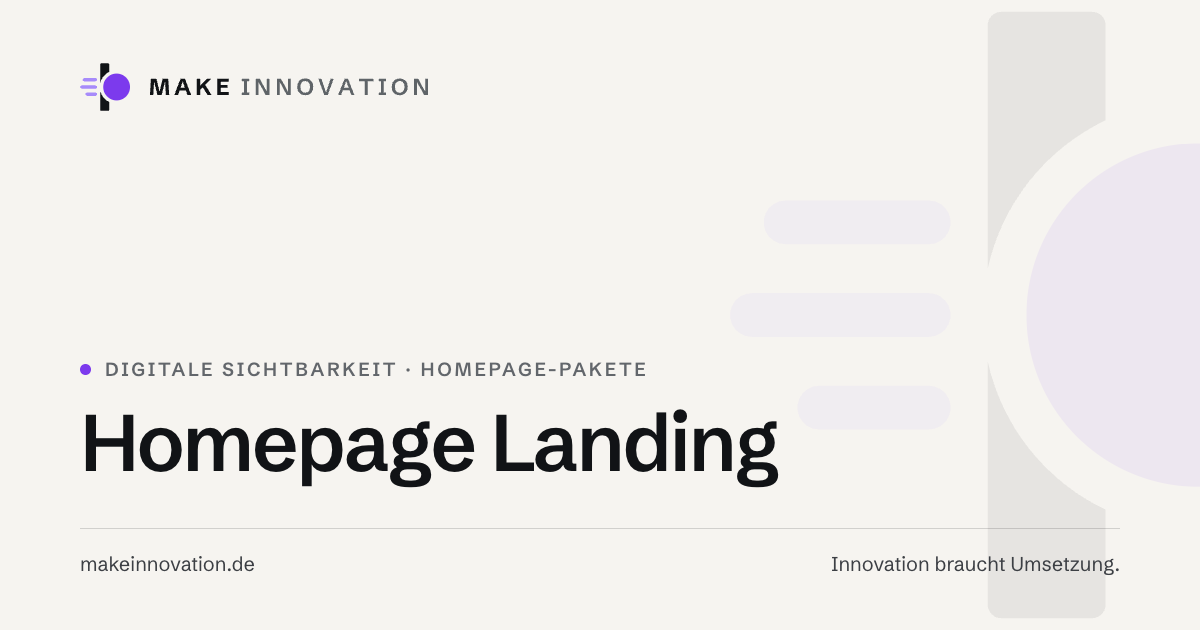 MAKE INNOVATION
DIGITALE SICHTBARKEIT · HOMEPAGE-PAKETE
Homepage Landing
makeinnovation.de
Innovation braucht Umsetzung.